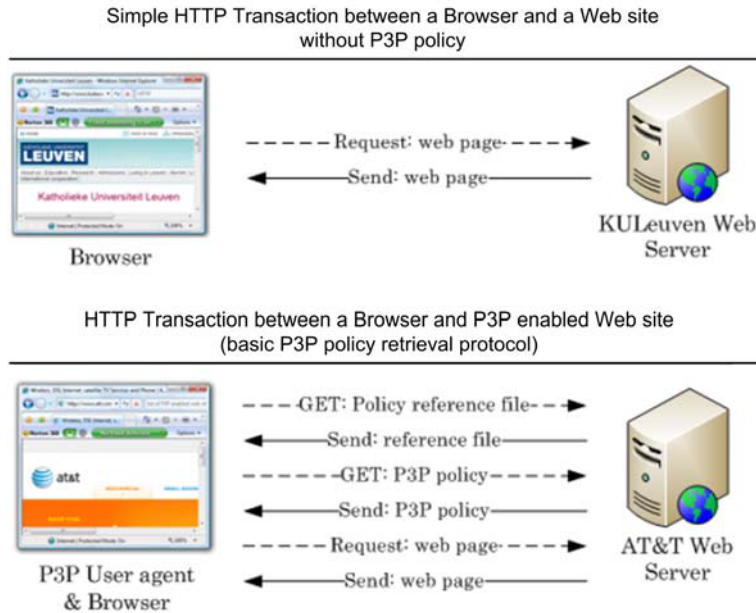 Simple HTTP Transaction between a Browser and a Web site
without P3P policy
KATHOLIEKE UNIVERSITEIT
LEUVEN
Katholieke Universiteit Leuven
Browser
Request: web page
Send: web page
KULeuven Web
Server
HTTP Transaction between a Browser and P3P enabled Web site
(basic P3P policy retrieval protocol)
at&t
P3P User agent
& Browser
GET: Policy reference file
Send: reference file
GET: P3P policy
Send: P3P policy
Request: web page
Send: web page
AT&T Web
Server